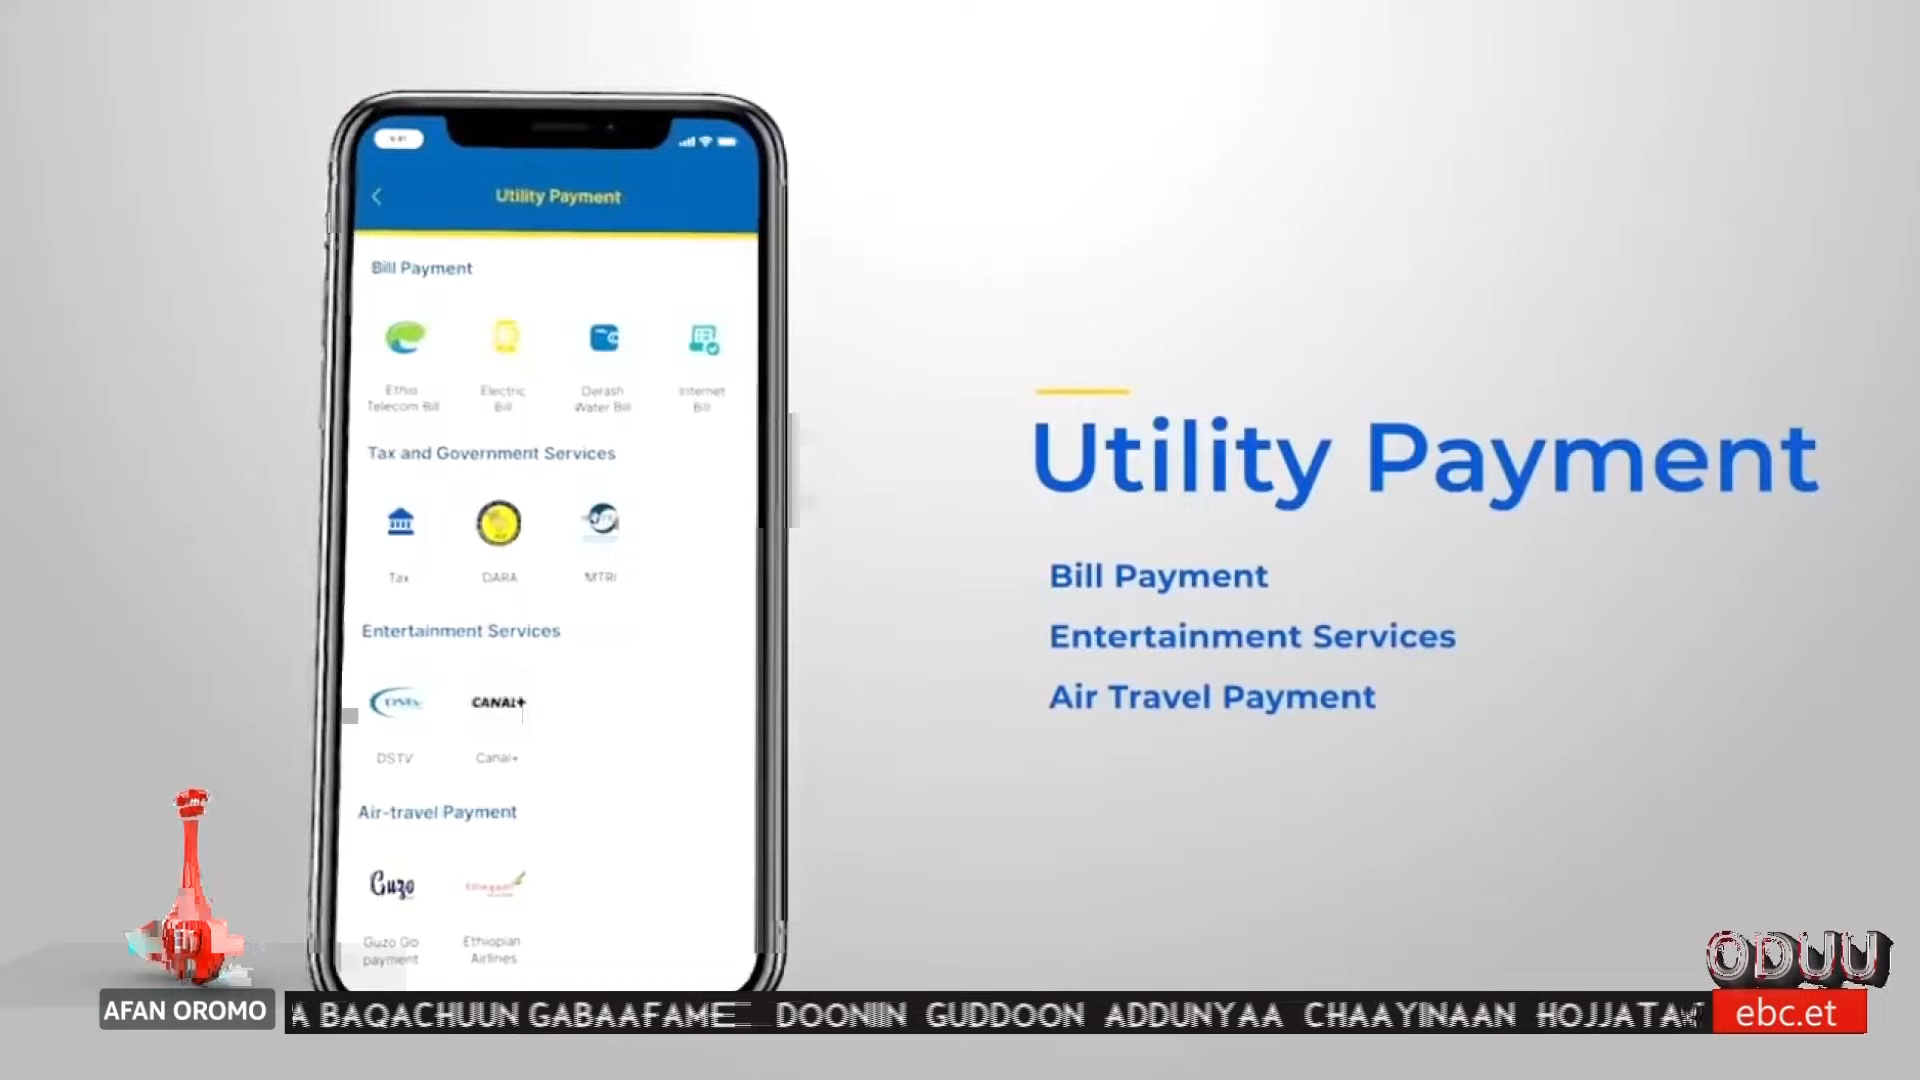 Utility Payment
Bill Payment
Ethio Telecom Bill
Electric Bill
Derash Water Bill
Internet Bill
Tax and Government Services
Tax
DARA
MTRI
Entertainment Services
CANAL+
DSTV
Canal+
Air-travel Payment
Guzo
Guzo Go payment
Ethiopian Airlines
Utility Payment
Bill Payment
Entertainment Services
Air Travel Payment
ODUU
AFAN OROMO
A BAQACHUUN GABAAFAME DOONIIN GUDDOON ADDUNYAA CHAAYINAAN
ebc.et